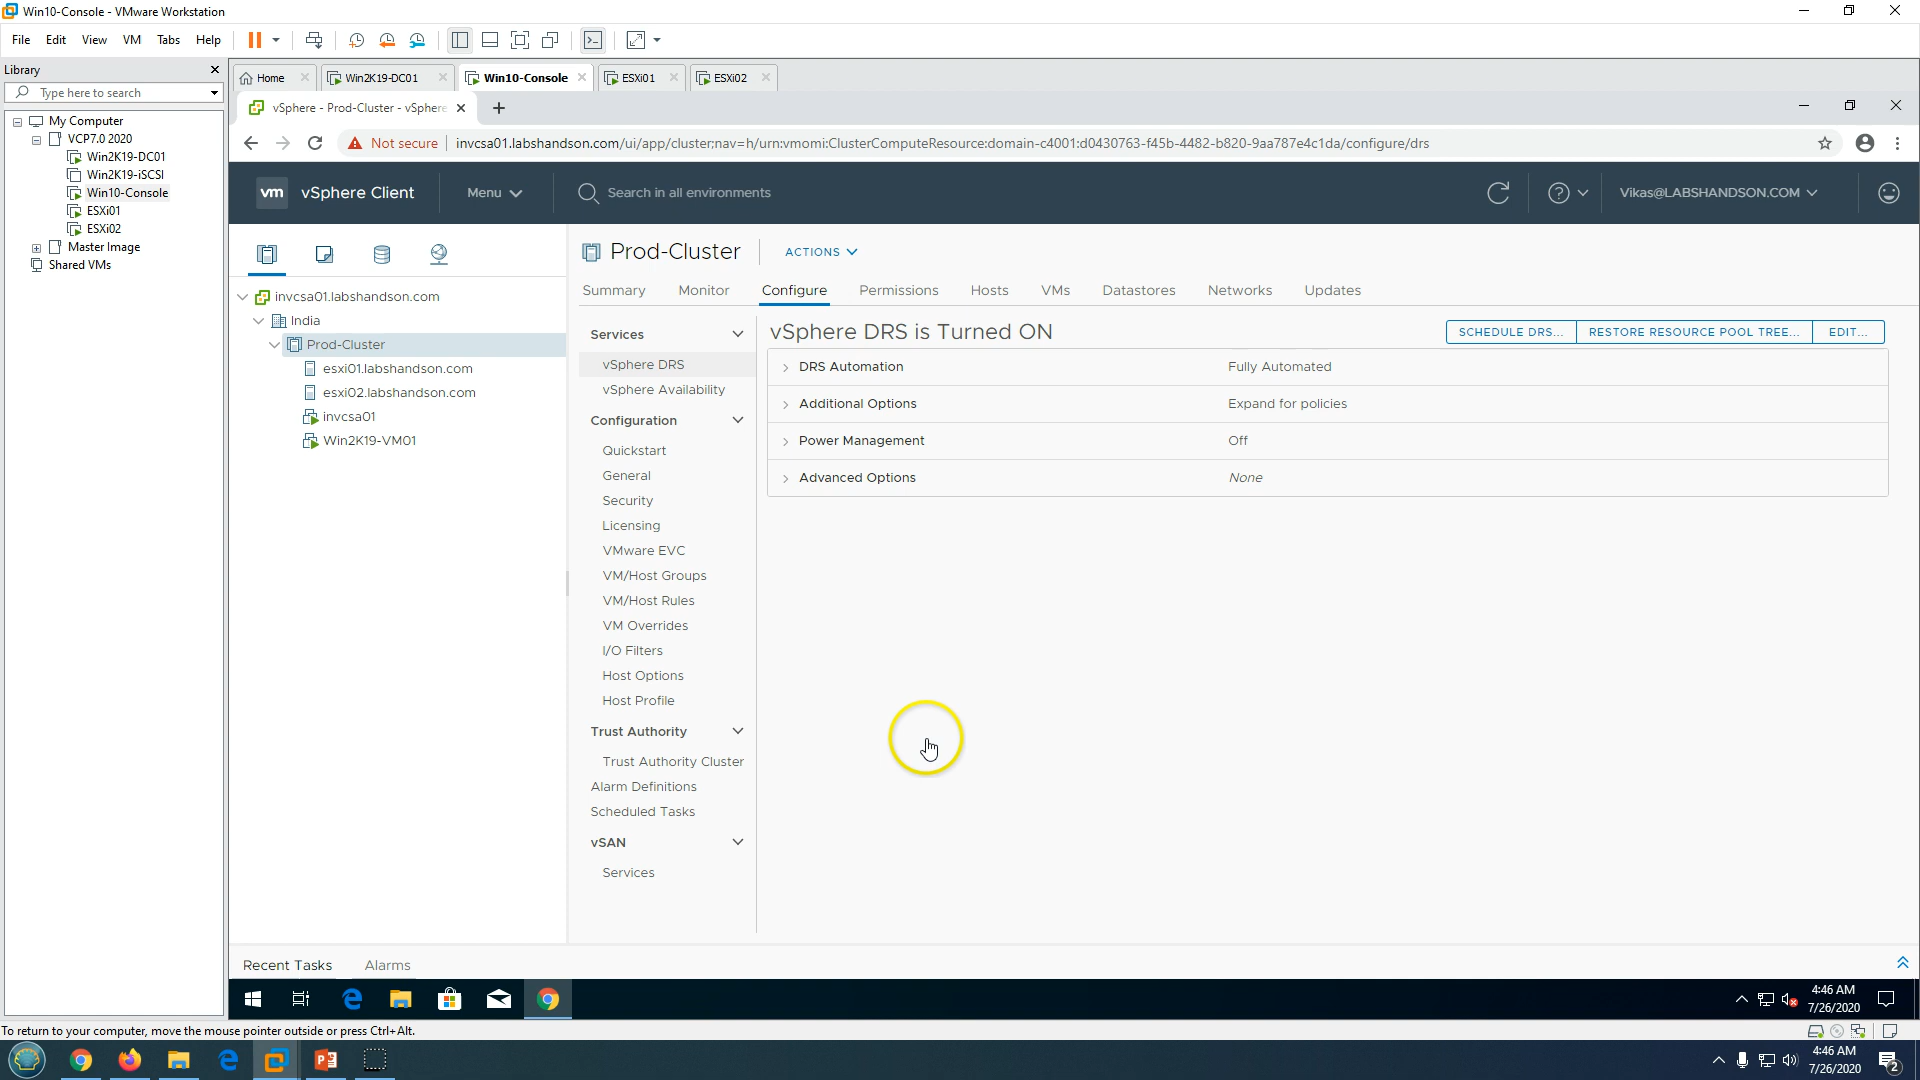 Win10-Console - VMware Workstation
File Edit View VM Tabs Help
Library
Type here to search
My Computer
VCP7.0 2020
Win2K19-DC01
Win2K19-iSCSI
Win10-Console
ESXi01
ESXi02
Master Image
Shared VMs
Home Win2K19-DC01 Win10-Console ESXi01 ESXi02
vSphere - Prod-Cluster - vSphere
Not secure invcsa01.labshandson.com/ui/app/cluster;nav=h/urn:vmomi:ClusterComputeResource:domain-c4001:d0430763-f45b-4482-b820-9aa787e4c1da/configure/drs
vm vSphere Client Menu Search in all environments Vikas@LABSHANDSON.COM
invcsa01.labshandson.com
India
Prod-Cluster
esxi01.labshandson.com
esxi02.labshandson.com
invcsa01
Win2K19-VM01
Prod-Cluster ACTIONS
Summary Monitor Configure Permissions Hosts VMs Datastores Networks Updates
Services
vSphere DRS
vSphere Availability
Configuration
Quickstart
General
Security
Licensing
VMware EVC
VM/Host Groups
VM/Host Rules
VM Overrides
I/O Filters
Host Options
Host Profile
Trust Authority
Trust Authority Cluster
Alarm Definitions
Scheduled Tasks
vSAN
Services
vSphere DRS is Turned ON
SCHEDULE DRS... RESTORE RESOURCE POOL TREE... EDIT...
DRS Automation Fully Automated
Additional Options Expand for policies
Power Management Off
Advanced Options None
Recent Tasks Alarms
4:46 AM
7/26/2020
To return to your computer, move the mouse pointer outside or press Ctrl+Alt.
4:46 AM
7/26/2020
2